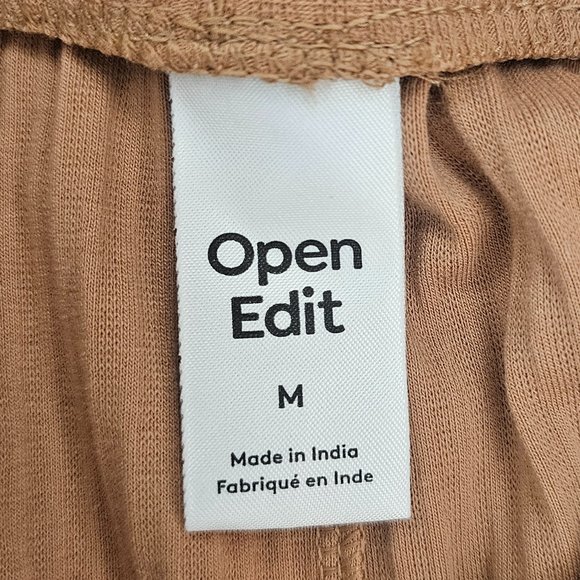 Open
Edit
M
Made in India
Fabriqué en Inde